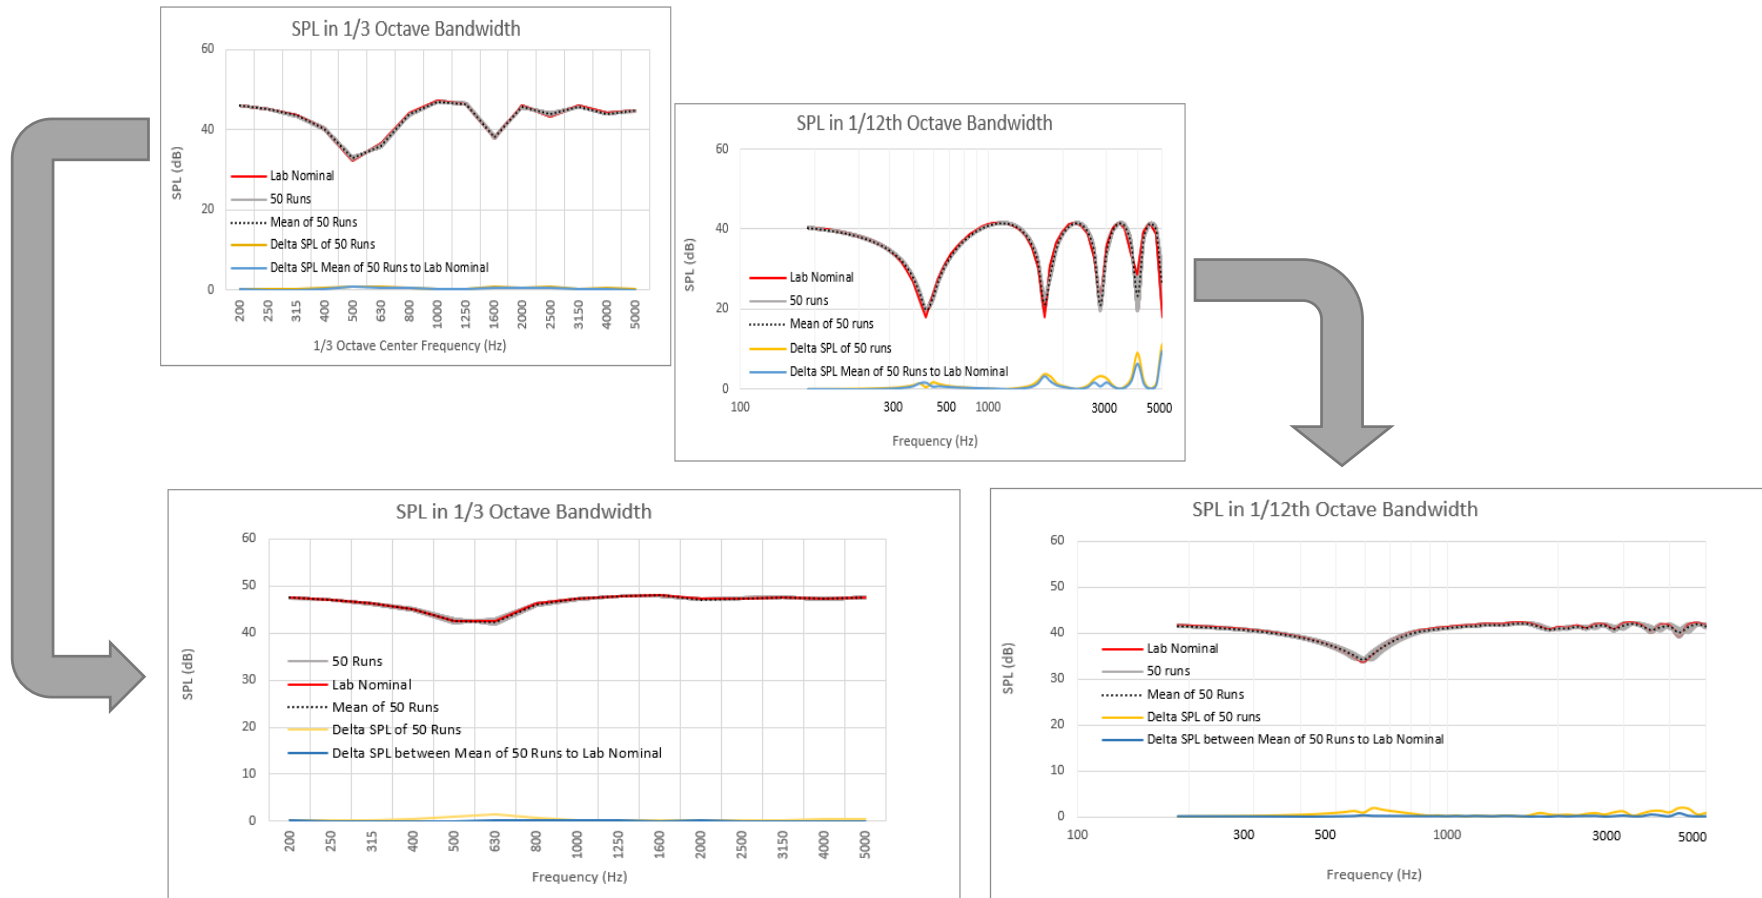 SPL in 1/3 Octave Bandwidth
60
40
20
0
SPL (dB)
Lab Nominal
50 Runs
Mean of 50 Runs
Delta SPL of 50 Runs
Delta SPL Mean of 50 Runs to Lab Nominal
200 250 315 400 500 630 800 1000 1250 1600 2000 2500 3150 4000 5000
1/3 Octave Center Frequency (Hz)
SPL in 1/12th Octave Bandwidth
60
40
20
0
SPL (dB)
Lab Nominal
50 runs
Mean of 50 runs
Delta SPL of 50 runs
Delta SPL Mean of 50 Runs to Lab Nominal
100 300 500 1000 3000 5000
Frequency (Hz)
SPL in 1/3 Octave Bandwidth
60
50
40
30
20
10
0
SPL (dB)
50 Runs
Lab Nominal
Mean of 50 Runs
Delta SPL of 50 Runs
Delta SPL between Mean of 50 Runs to Lab Nominal
200 250 315 400 500 630 800 1000 1250 1600 2000 2500 3150 4000 5000
Frequency (Hz)
SPL in 1/12th Octave Bandwidth
60
50
40
30
20
10
0
SPL (dB)
Lab Nominal
50 runs
Mean of 50 Runs
Delta SPL of 50 runs
Delta SPL between Mean of 50 Runs to Lab Nominal
100 300 500 1000 3000 5000
Frequency (Hz)